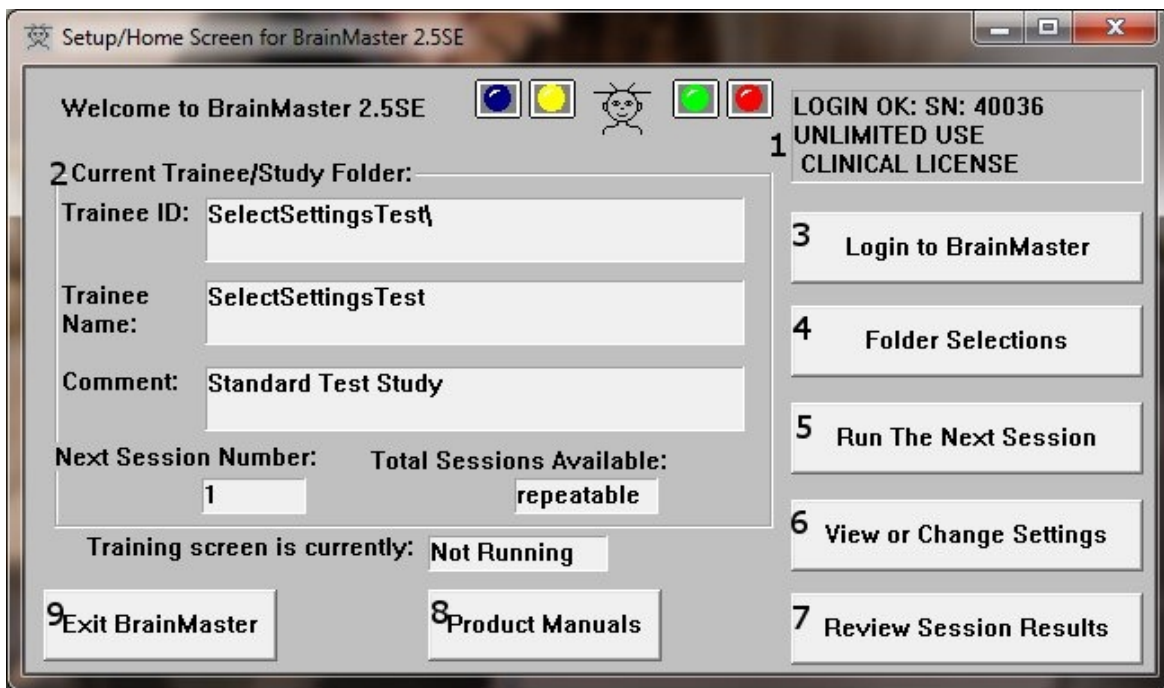 Setup/Home Screen for BrainMaster 2.5SE
Welcome to BrainMaster 2.5SE
1
LOGIN OK: SN: 40036
UNLIMITED USE
CLINICAL LICENSE
2 Current Trainee/Study Folder:
Trainee ID: SelectSettingsTest\
Trainee Name: SelectSettingsTest
Comment: Standard Test Study
Next Session Number: 1
Total Sessions Available: repeatable
Training screen is currently: Not Running
3 Login to BrainMaster
4 Folder Selections
5 Run The Next Session
6 View or Change Settings
7 Review Session Results
8 Product Manuals
9 Exit BrainMaster